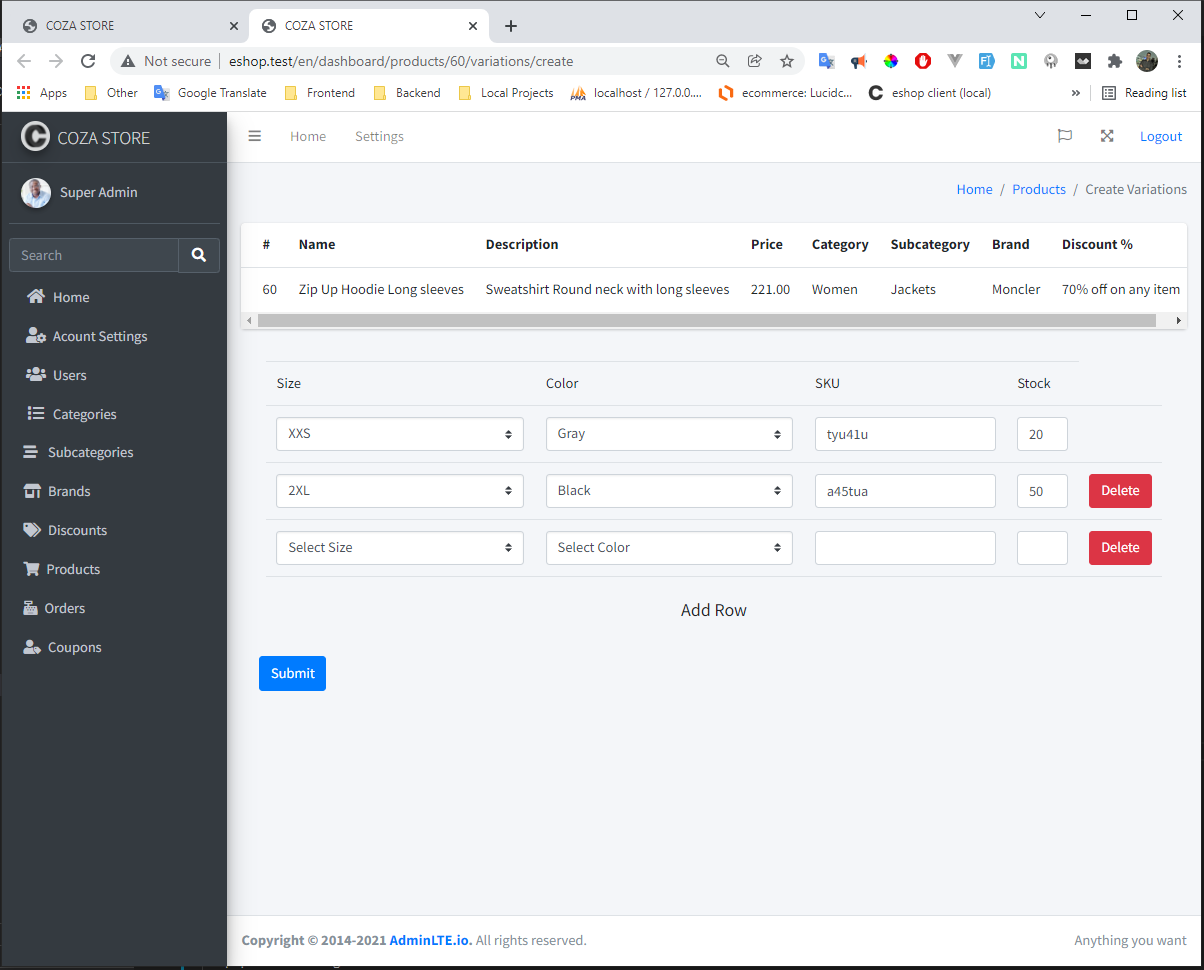 COZA STORE
COZA STORE
Not secure eshop.test/en/dashboard/products/60/variations/create
Apps Other Google Translate Frontend Backend Local Projects localhost / 127.0.0.... ecommerce: Lucidc... eshop client (local) » Reading list
COZA STORE
Home Settings Logout
Super Admin
Home / Products / Create Variations
Search
Home
Acount Settings
Users
Categories
Subcategories
Brands
Discounts
Products
Orders
Coupons
# Name Description Price Category Subcategory Brand Discount %
60 Zip Up Hoodie Long sleeves Sweatshirt Round neck with long sleeves 221.00 Women Jackets Moncler 70% off on any item
Size Color SKU Stock
XXS Gray tyu41u 20
2XL Black a45tua 50 Delete
Select Size Select Color Delete
Add Row
Submit
Copyright © 2014-2021 AdminLTE.io. All rights reserved. Anything you want